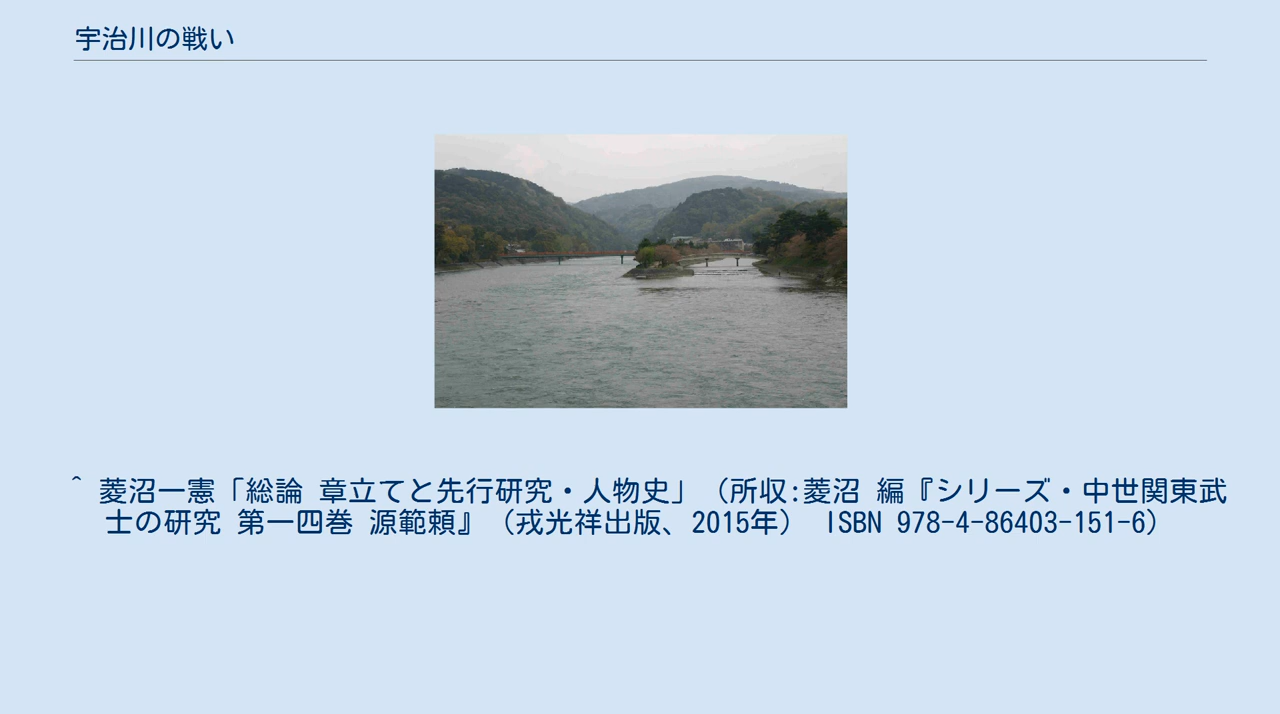 宇治川の戦い
^ 菱沼一憲「総論 章立てと先行研究・人物史」（所収:菱沼 編『シリーズ・中世関東武
士の研究 第一四巻 源範頼』（戎光祥出版、2015年） ISBN 978-4-86403-151-6）